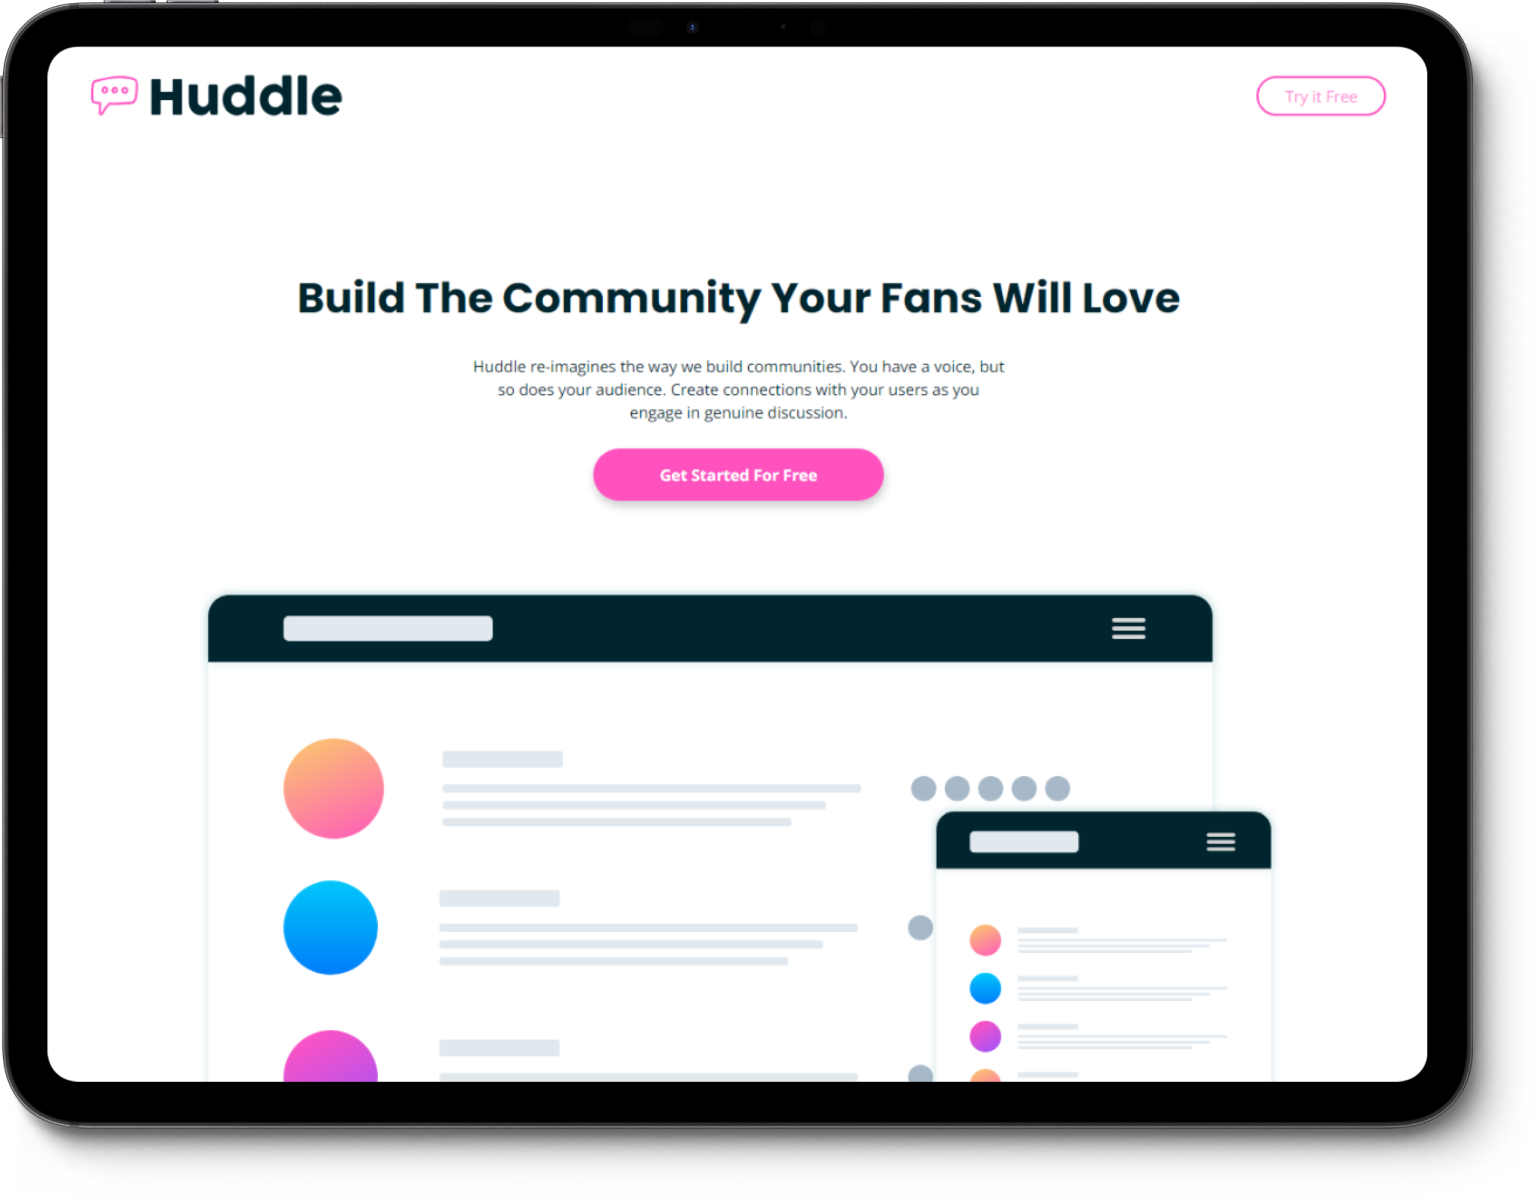 Huddle
Try it Free
Build The Community Your Fans Will Love
Huddle re-imagines the way we build communities. You have a voice, but
so does your audience. Create connections with your users as you
engage in genuine discussion.
Get Started For Free